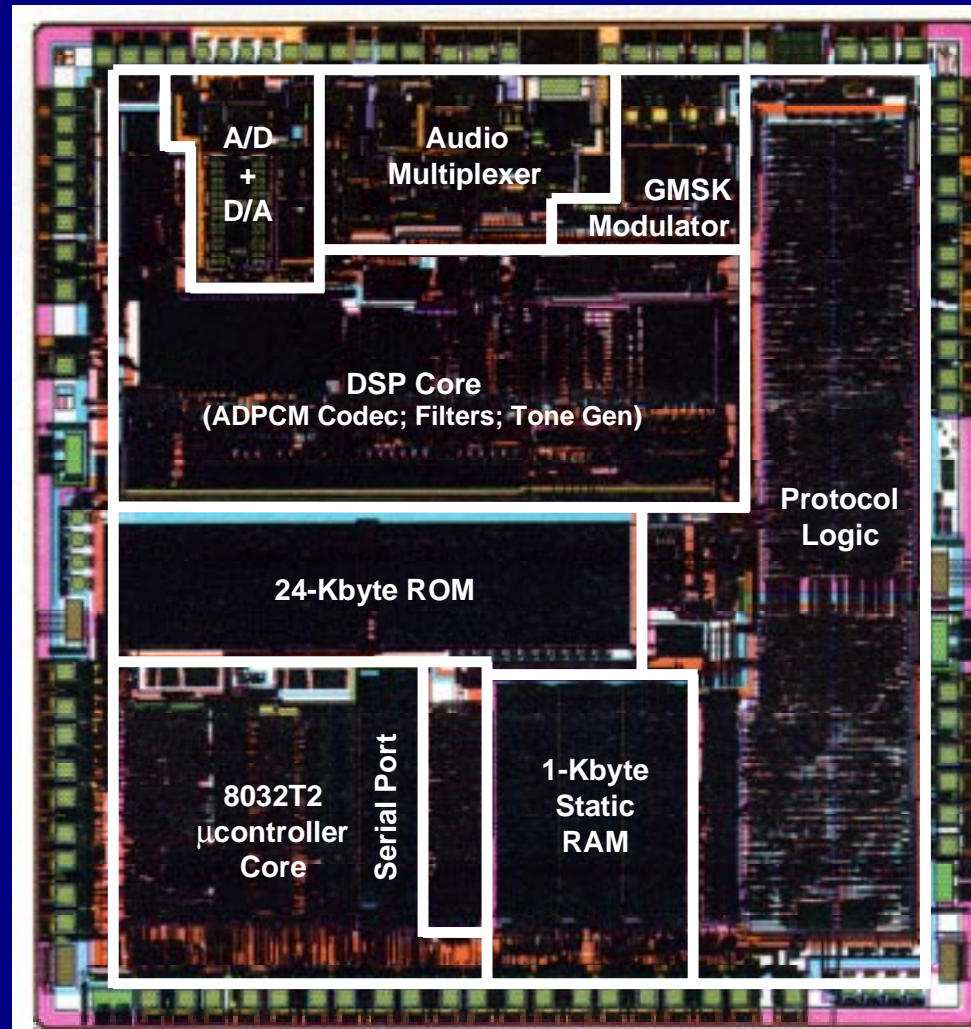 A/D
+
D/A
Audio
Multiplexer
GMSK
Modulator
DSP Core
(ADPCM Codec; Filters; Tone Gen)
Protocol
Logic
24-Kbyte ROM
8032T2
μcontroller
Core
Serial Port
1-Kbyte
Static
RAM